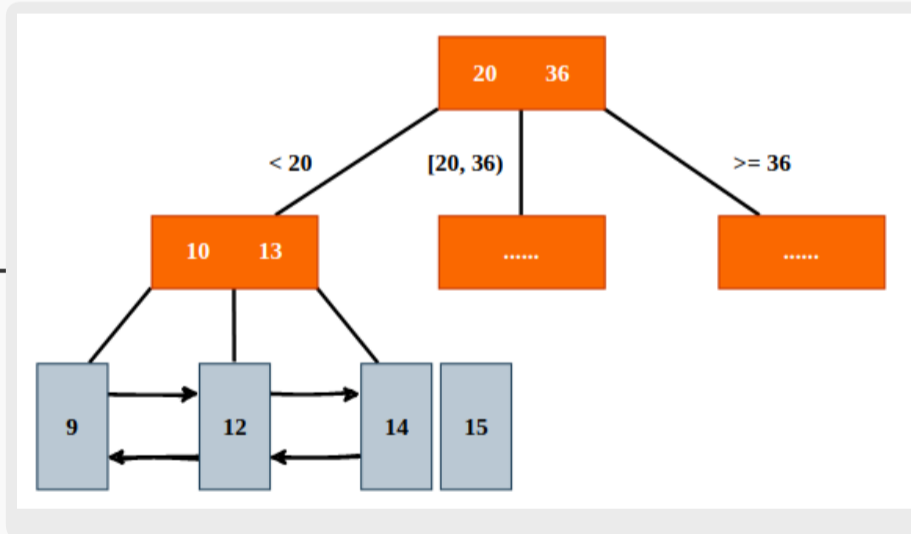 20 36
< 20 [20, 36) >= 36
10 13 ...... ......
9 12 14 15